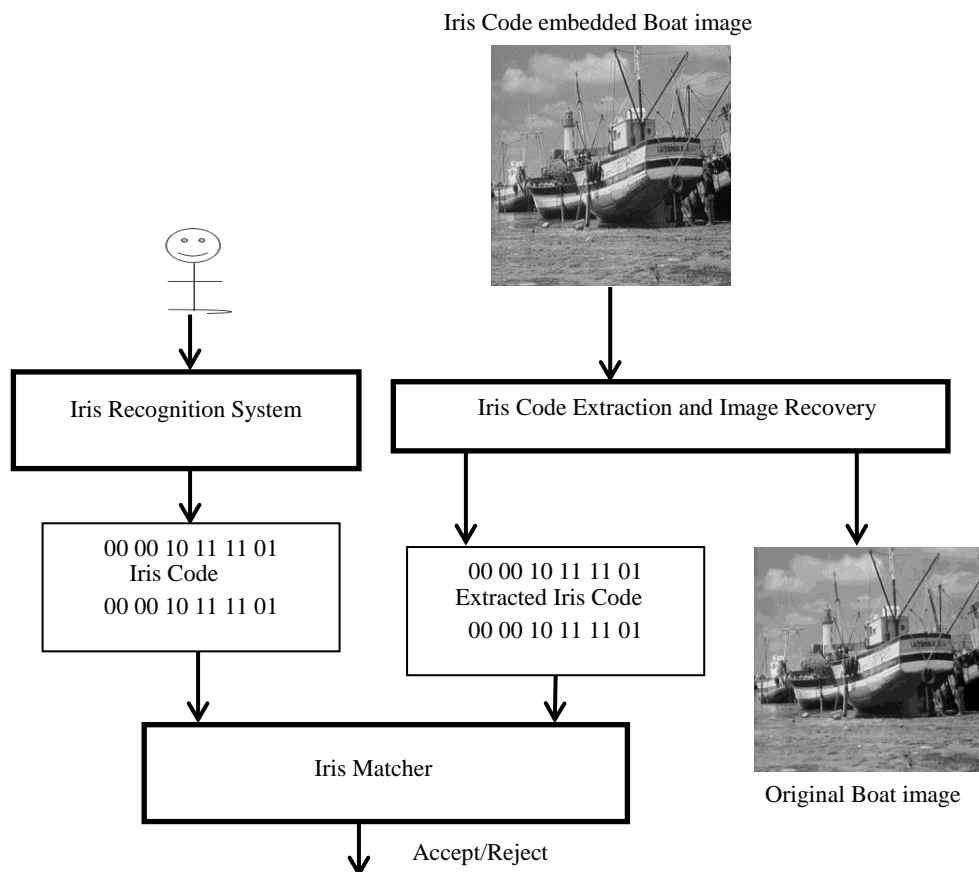 Iris Code embedded Boat image
Iris Recognition System
Iris Code Extraction and Image Recovery
00 00 10 11 11 01
Iris Code
00 00 10 11 11 01
00 00 10 11 11 01
Extracted Iris Code
00 00 10 11 11 01
Iris Matcher
Original Boat image
Accept/Reject